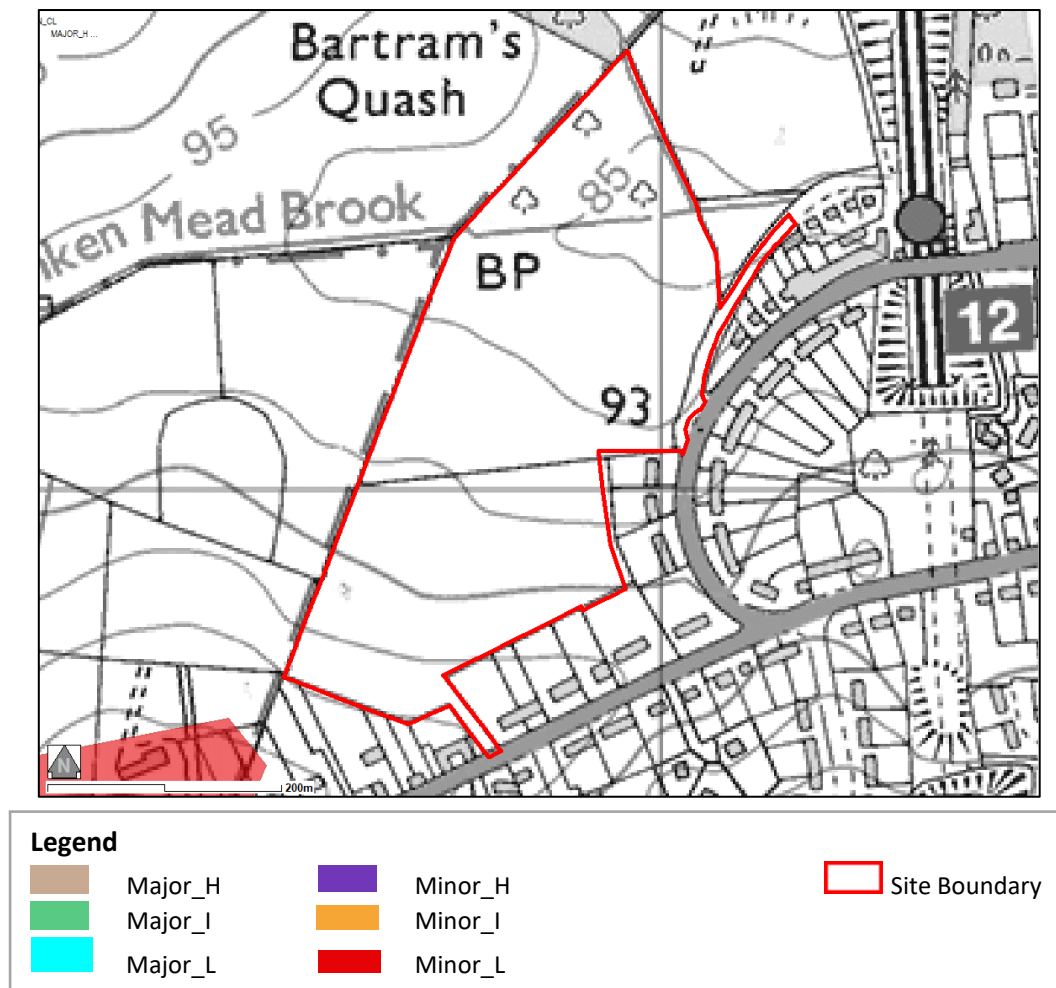 MAJOR_H ...
Bartram's
Quash
95
85
ken Mead Brook
BP
12
93
N
200m
Legend
Major_H Minor_H Site Boundary
Major_I Minor_I
Major_L Minor_L